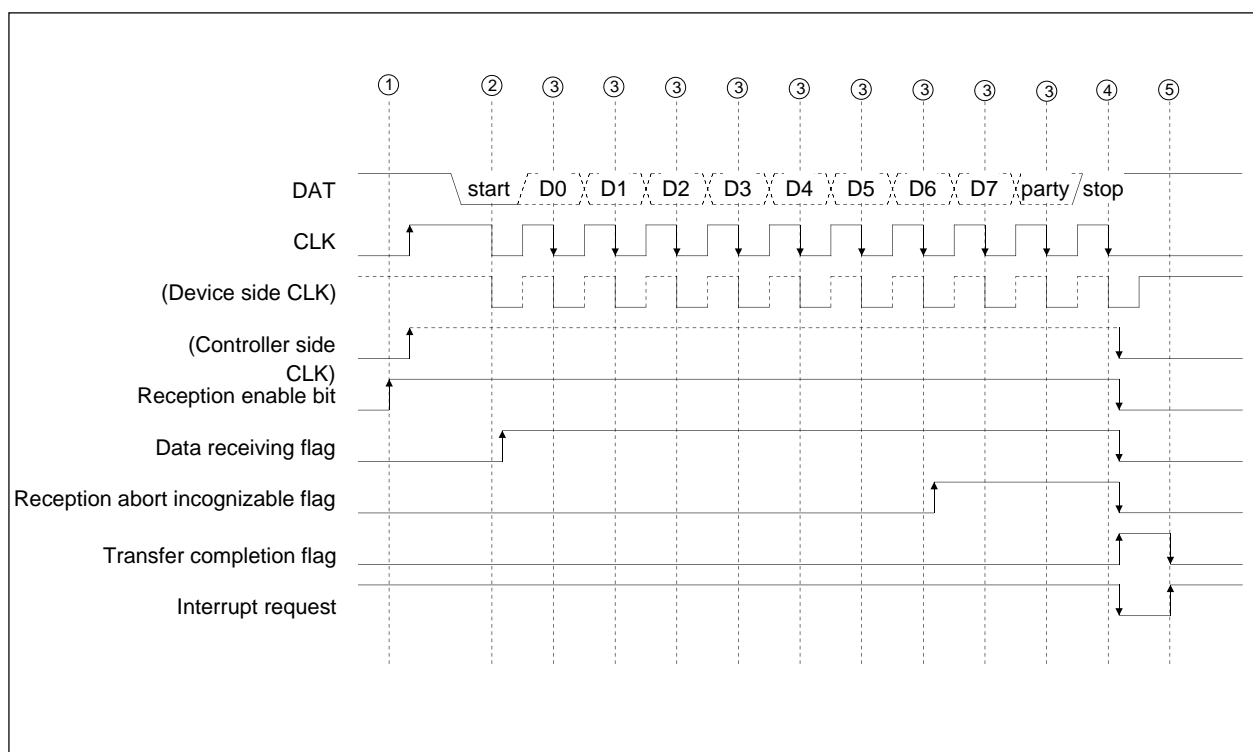 ① ② ③ ③ ③ ③ ③ ③ ③ ③ ③ ④ ⑤
DAT start D0 D1 D2 D3 D4 D5 D6 D7 party stop
CLK
(Device side CLK)
(Controller side
CLK)
Reception enable bit
Data receiving flag
Reception abort incognizable flag
Transfer completion flag
Interrupt request